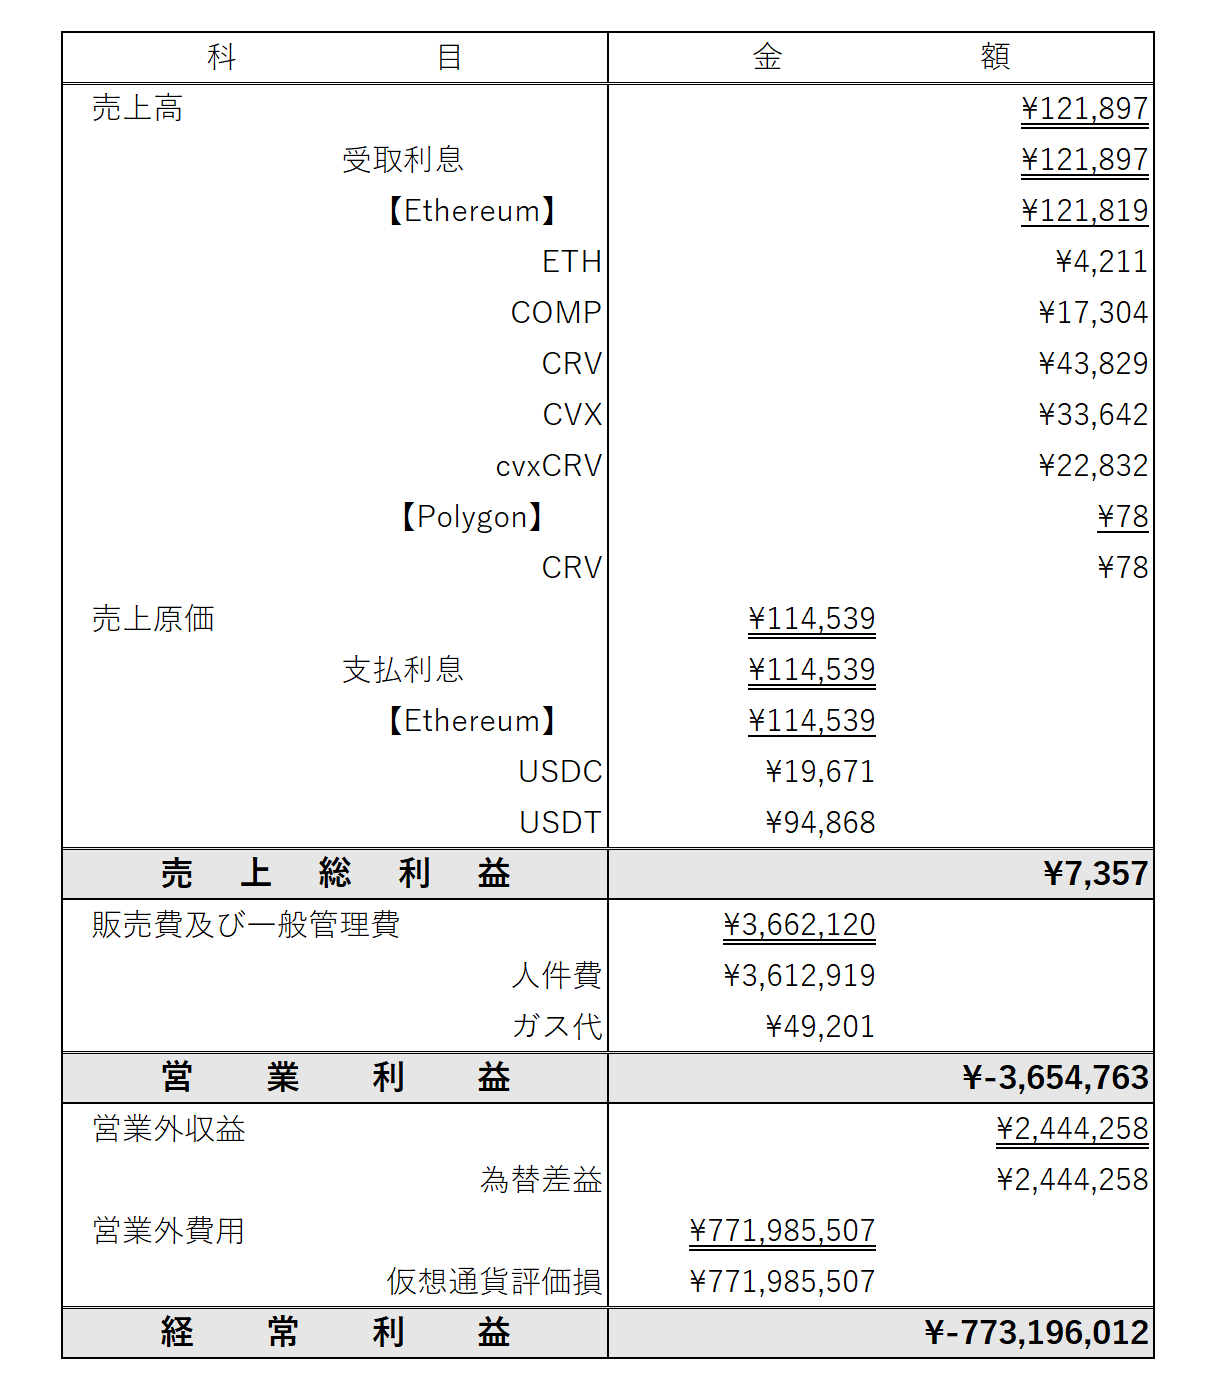 科目 金額
売上高 ¥121,897
受取利息 ¥121,897
【Ethereum】 ¥121,819
ETH ¥4,211
COMP ¥17,304
CRV ¥43,829
CVX ¥33,642
cvxCRV ¥22,832
【Polygon】 ¥78
CRV ¥78
売上原価 ¥114,539
支払利息 ¥114,539
【Ethereum】 ¥114,539
USDC ¥19,671
USDT ¥94,868
売上総利益 ¥7,357
販売費及び一般管理費 ¥3,662,120
人件費 ¥3,612,919
ガス代 ¥49,201
営業利益 ¥-3,654,763
営業外収益 ¥2,444,258
為替差益 ¥2,444,258
営業外費用 ¥771,985,507
仮想通貨評価損 ¥771,985,507
経常利益 ¥-773,196,012